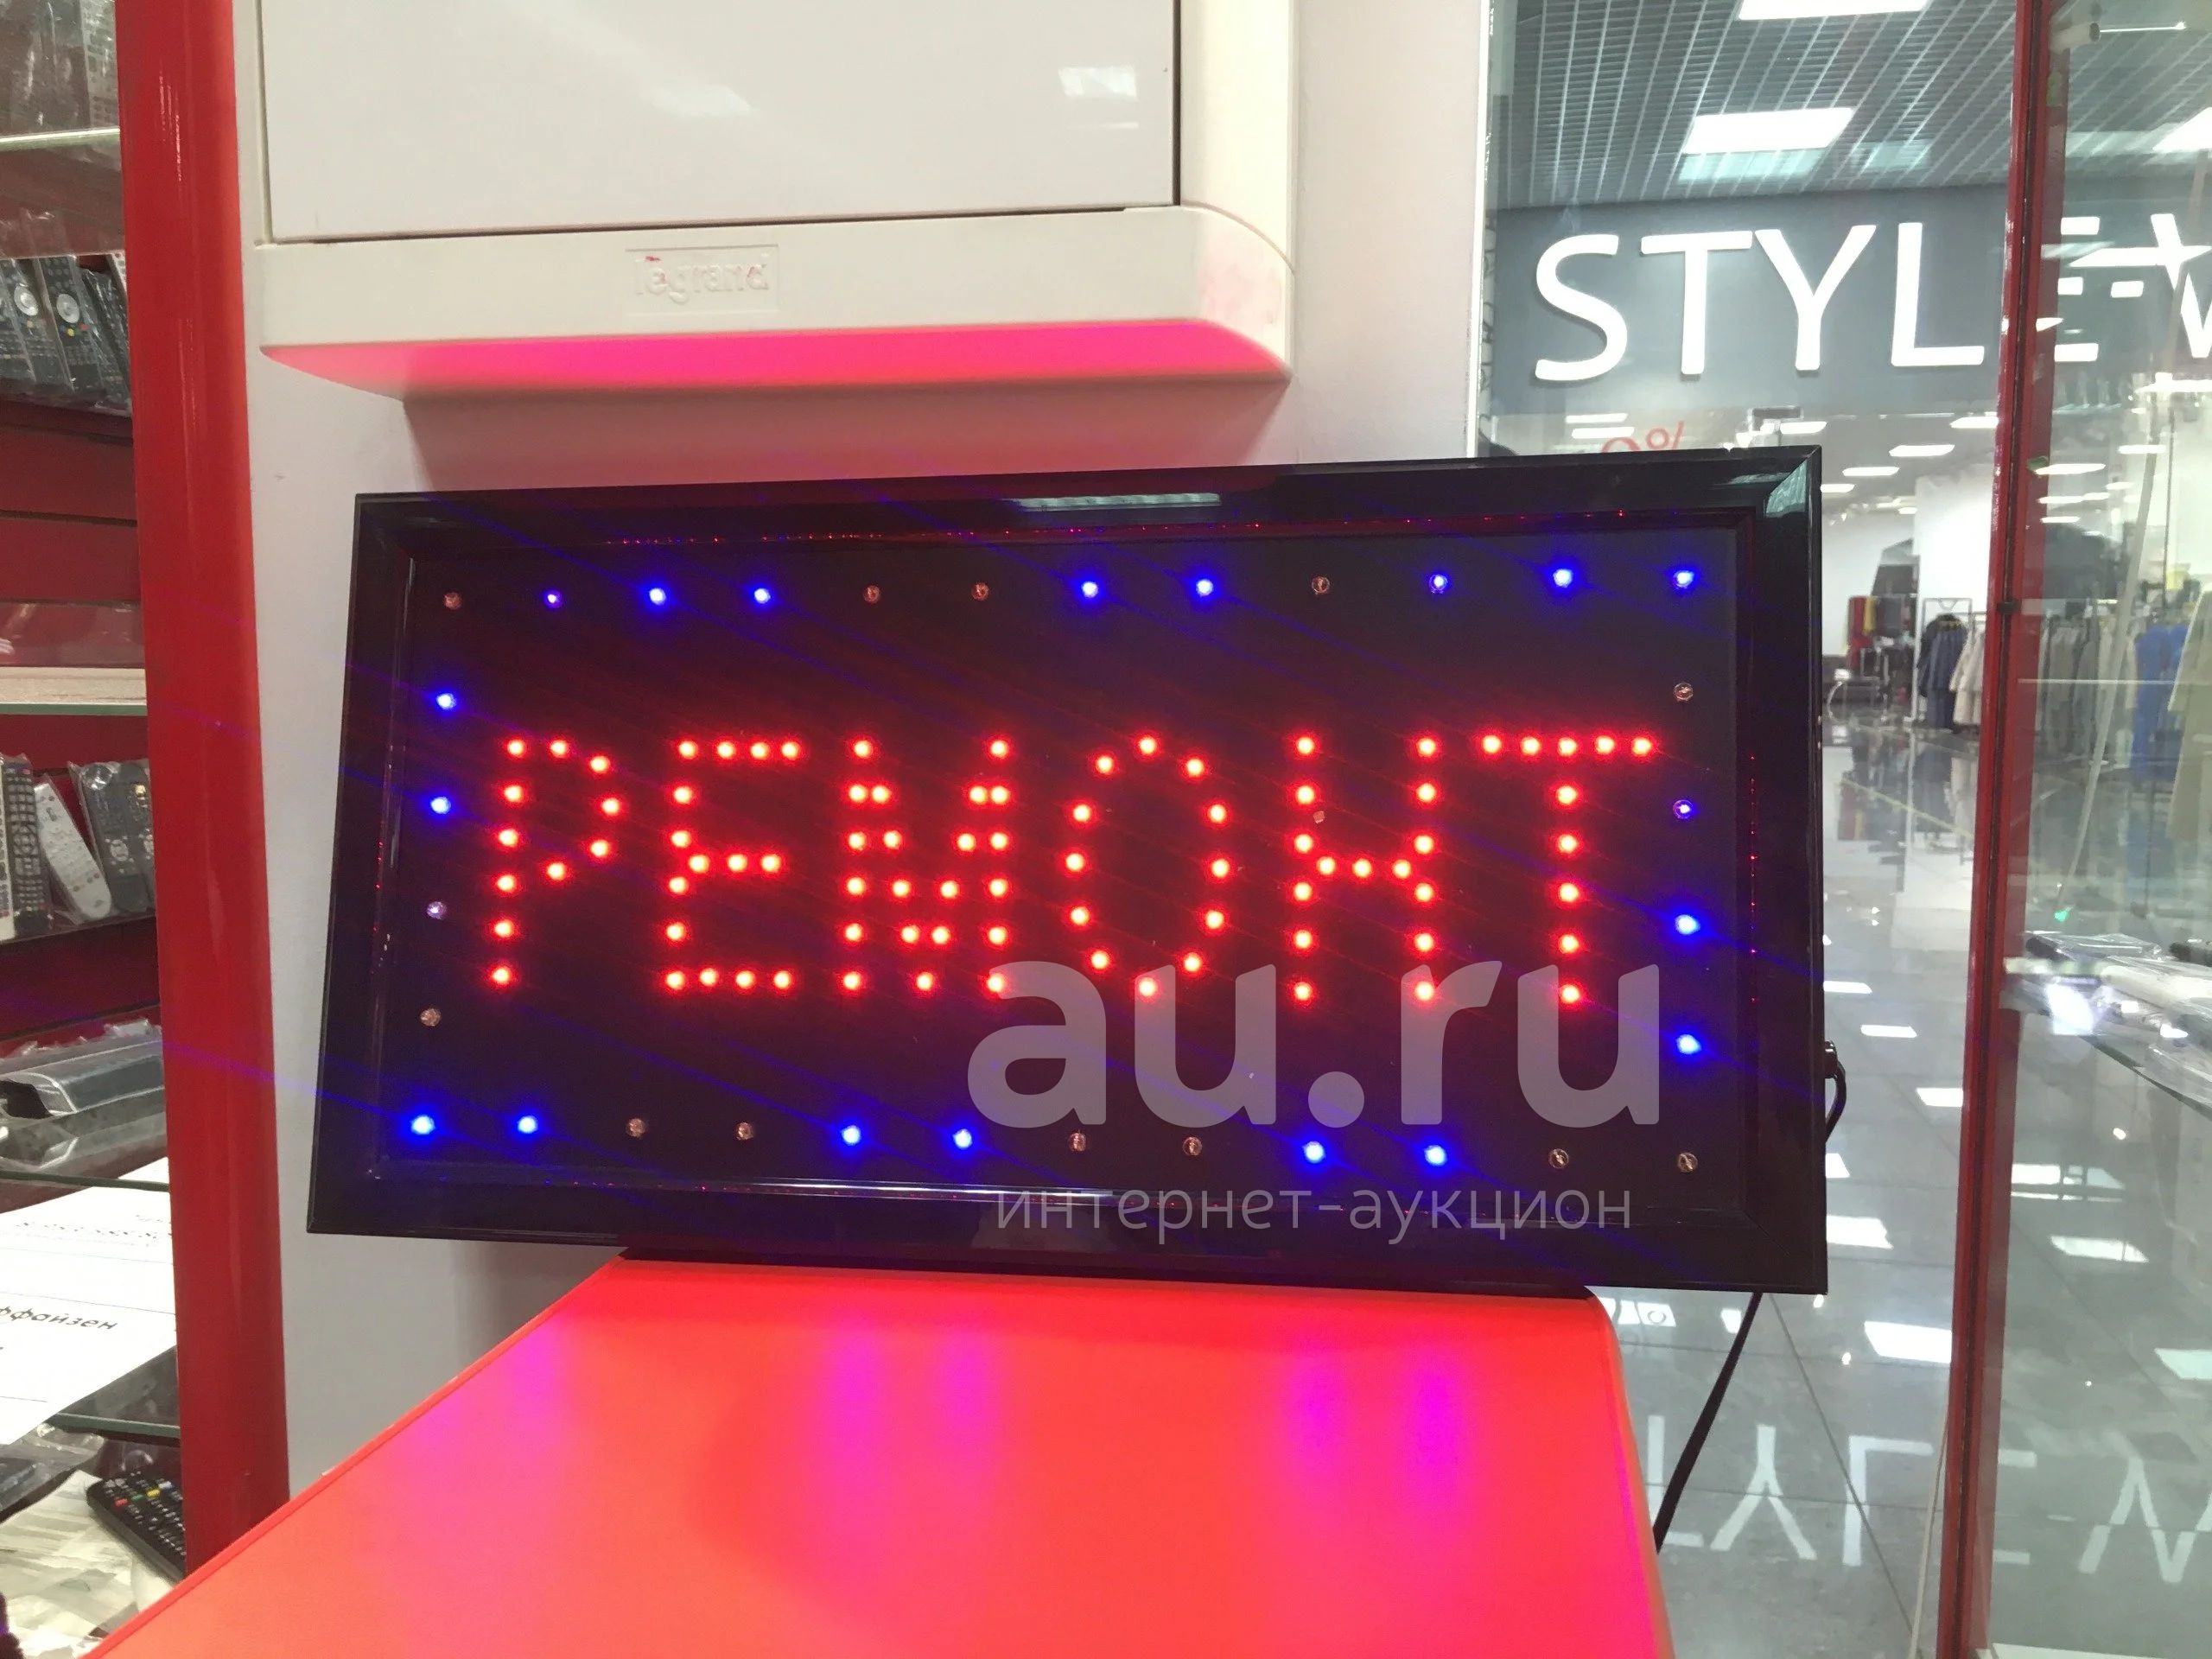 legrand
STYLE-
РЕМОНТ
au.ru
интернет-аукцион